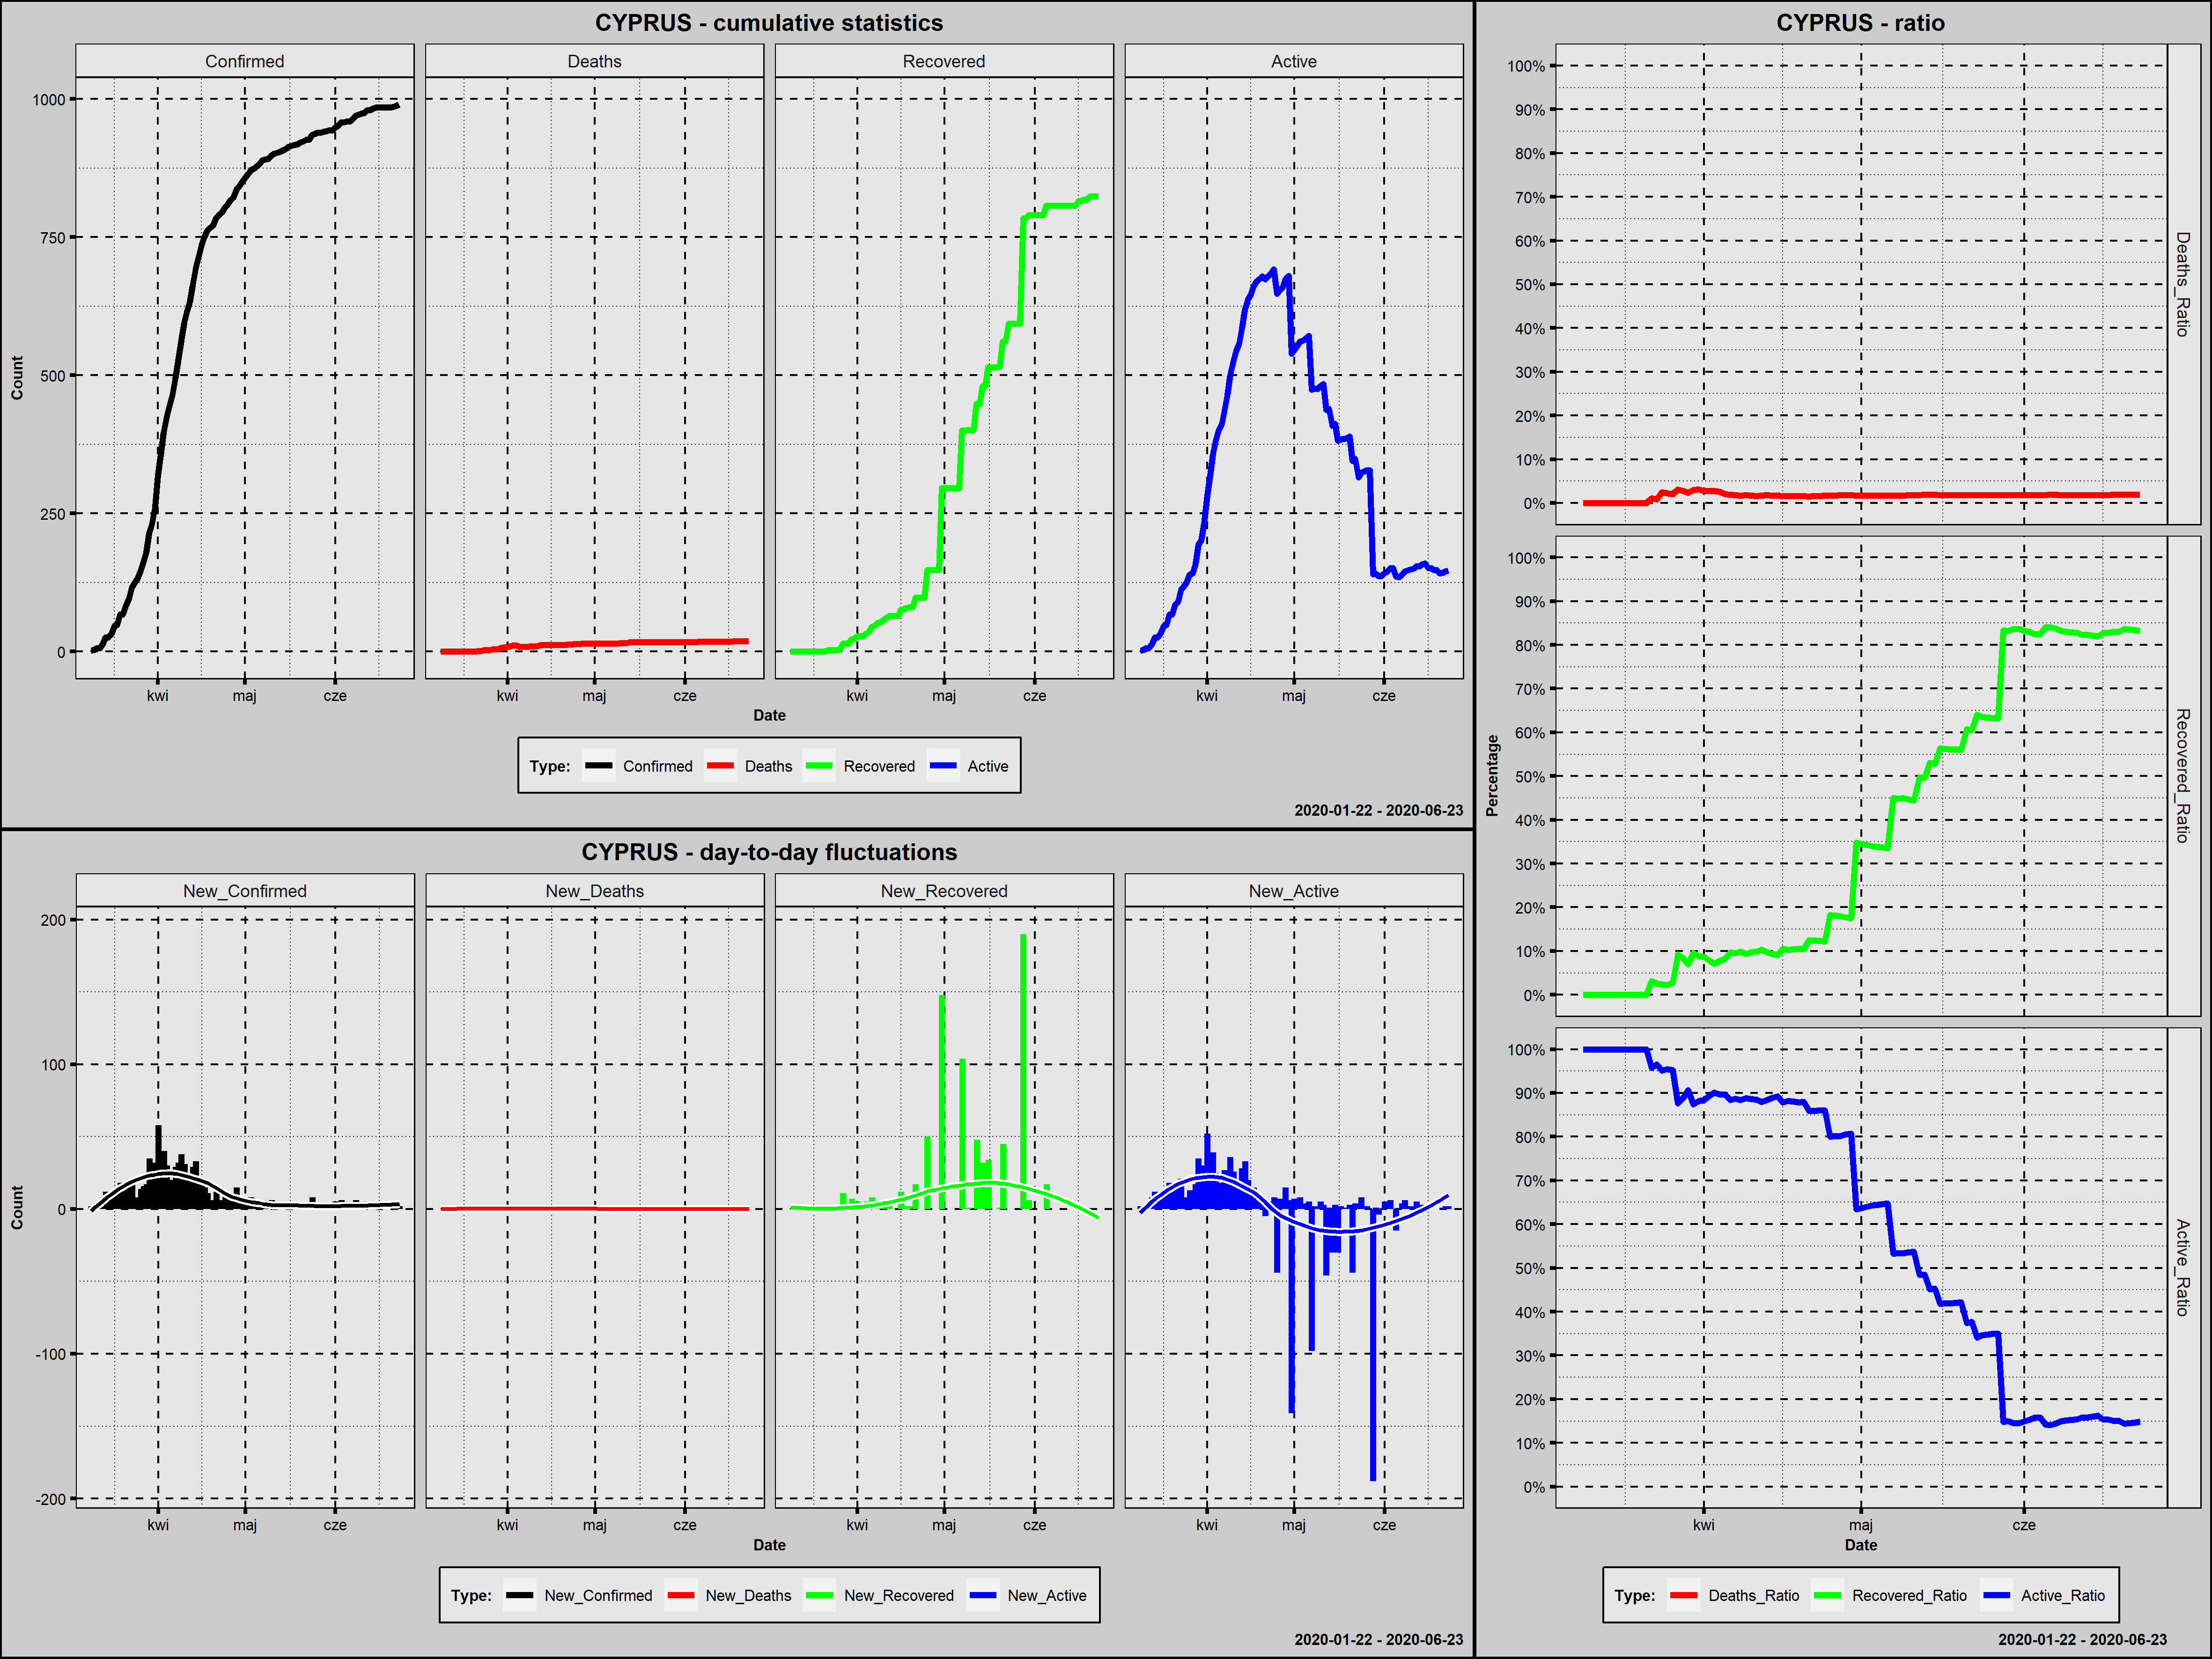 CYPRUS - cumulative statistics
Confirmed Deaths Recovered Active
Count
1000
750
500
250
0
kwi maj cze kwi maj cze kwi maj cze kwi maj cze
Date
Type: Confirmed Deaths Recovered Active
2020-01-22 - 2020-06-23
CYPRUS - day-to-day fluctuations
New_Confirmed New_Deaths New_Recovered New_Active
Count
200
100
0
-100
-200
kwi maj cze kwi maj cze kwi maj cze kwi maj cze
Date
Type: New_Confirmed New_Deaths New_Recovered New_Active
2020-01-22 - 2020-06-23
CYPRUS - ratio
Percentage
100%
90%
80%
70%
60%
50%
40%
30%
20%
10%
0%
Deaths_Ratio
100%
90%
80%
70%
60%
50%
40%
30%
20%
10%
0%
Recovered_Ratio
100%
90%
80%
70%
60%
50%
40%
30%
20%
10%
0%
Active_Ratio
kwi maj cze
Date
Type: Deaths_Ratio Recovered_Ratio Active_Ratio
2020-01-22 - 2020-06-23